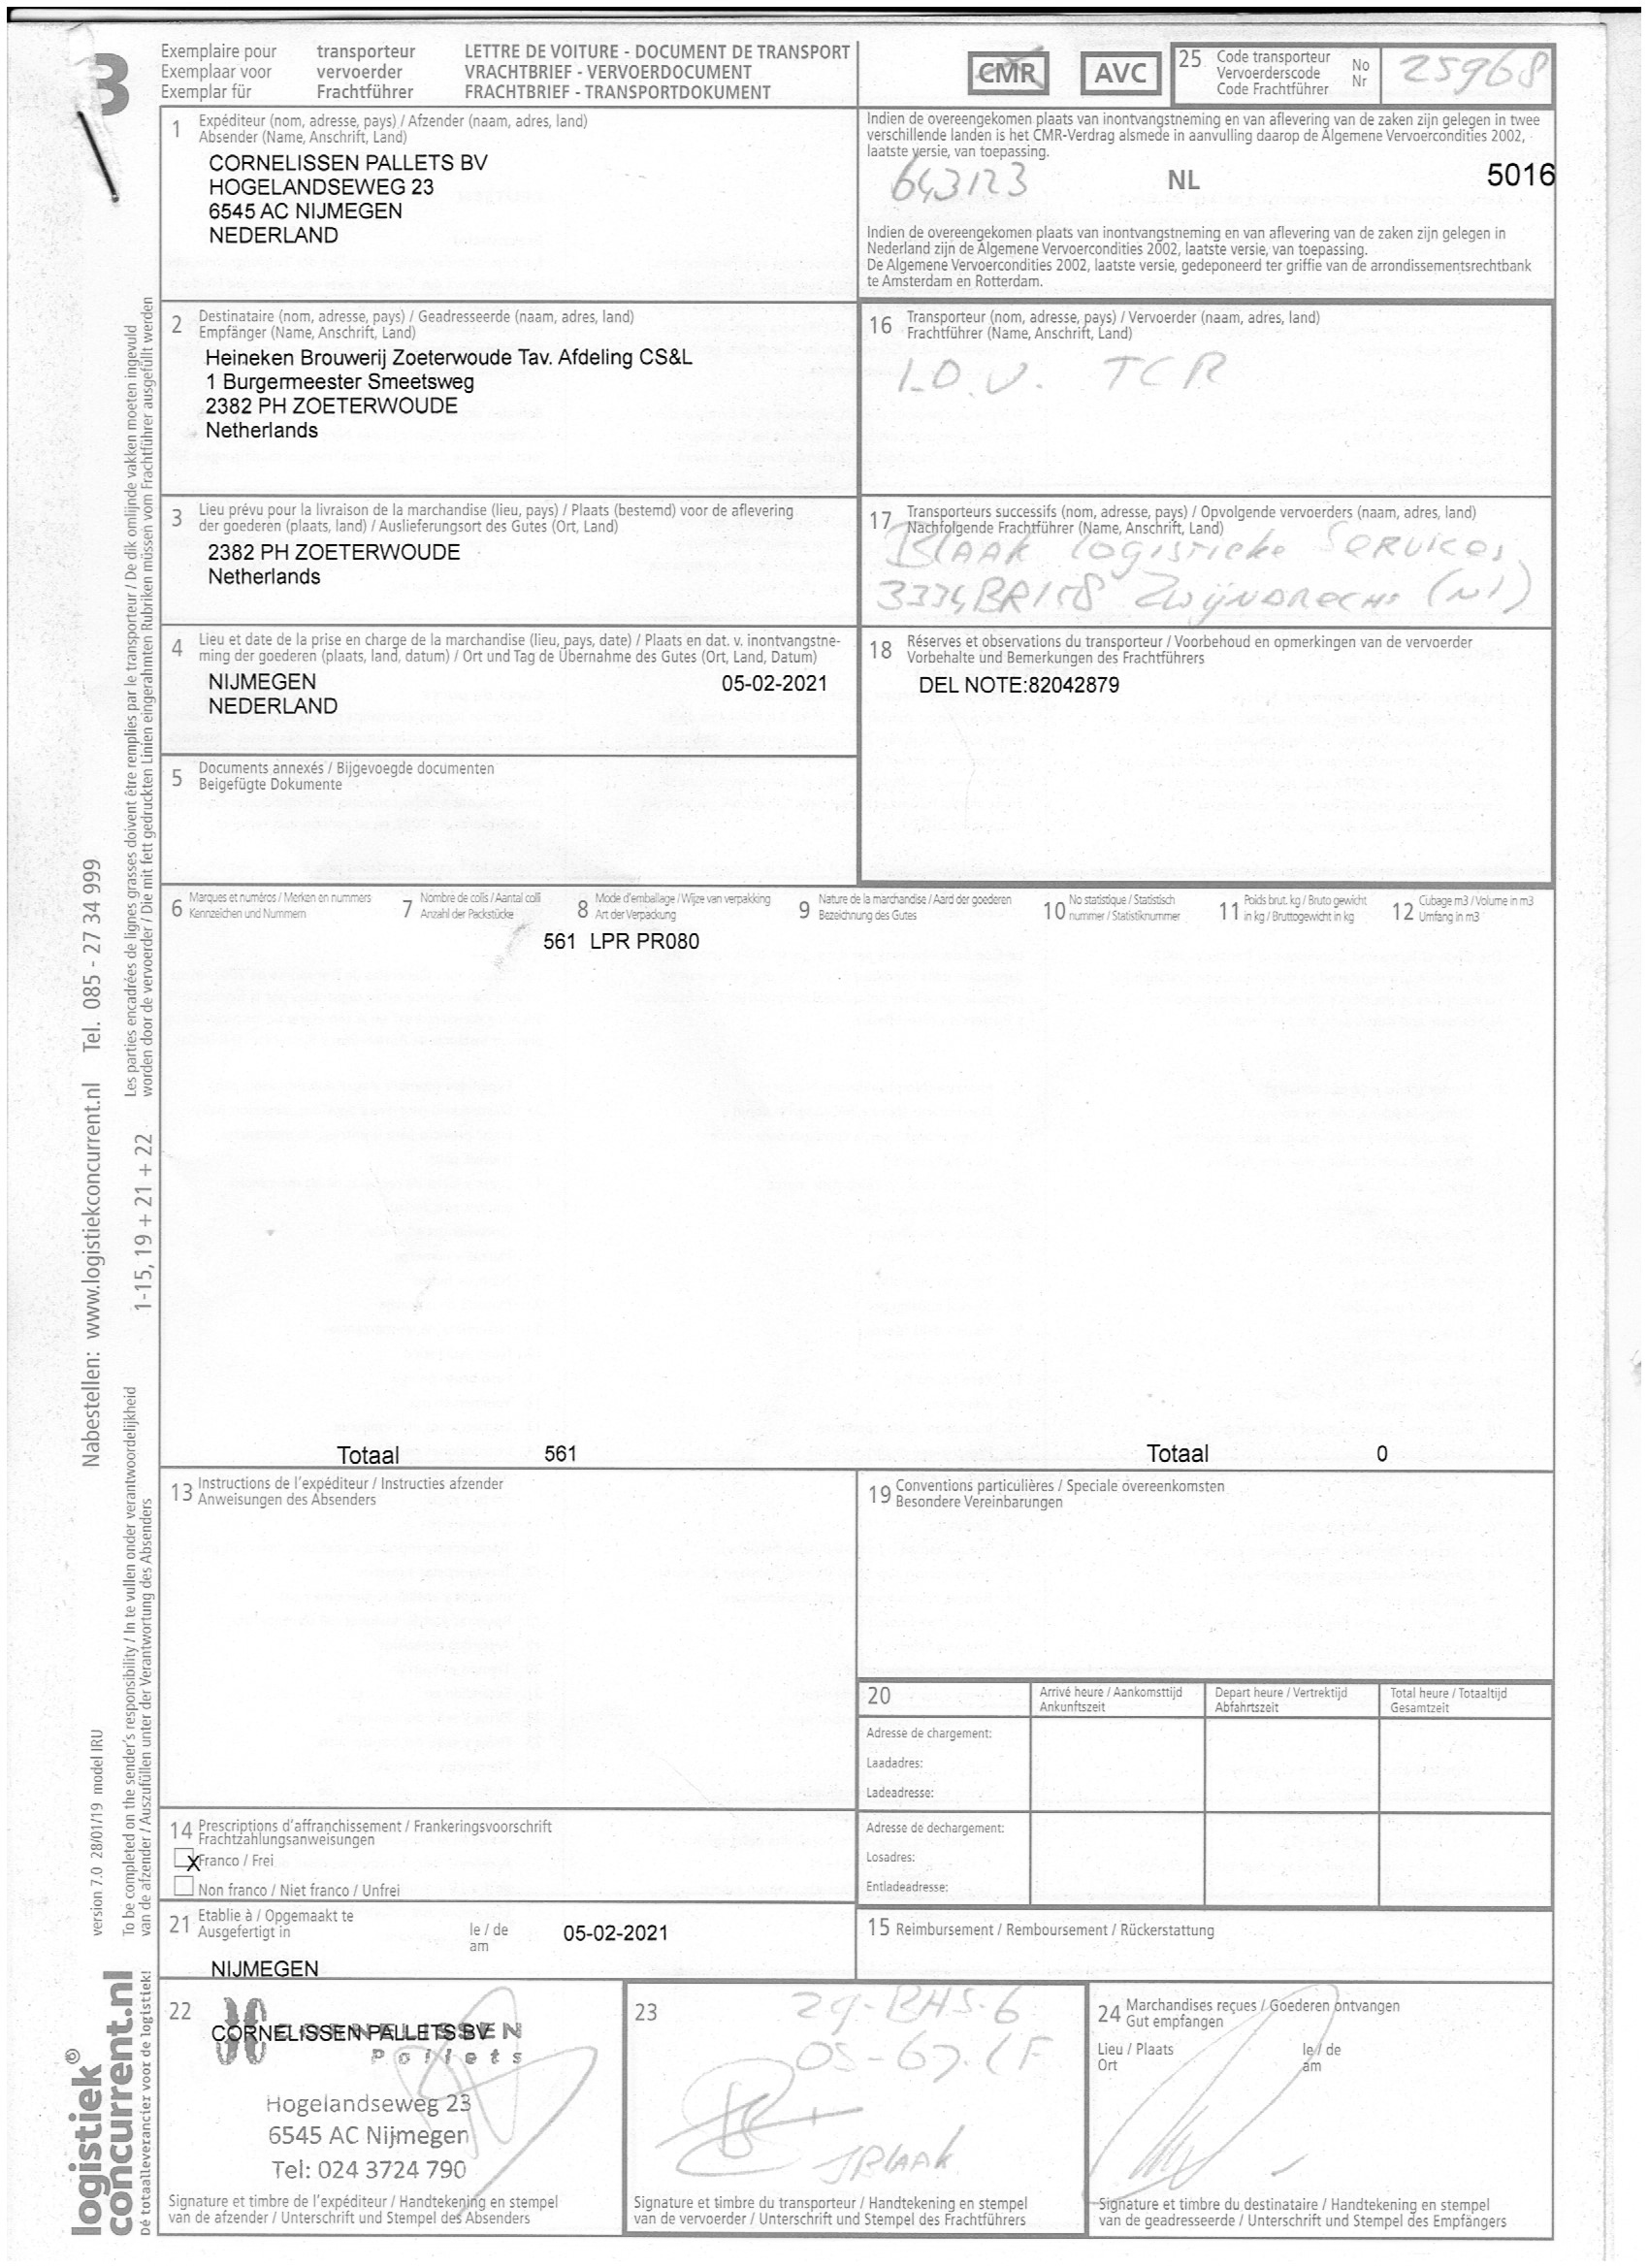 3
Exemplaire pour transporteur
Exemplaar voor vervoerder
Exemplar für Frachtführer
LETTRE DE VOITURE - DOCUMENT DE TRANSPORT
VRACHTBRIEF - VERVOERDOCUMENT
FRACHTBRIEF - TRANSPORTDOKUMENT
CMR
AVC
25 Code transporteur No
Vervoerderscode Nr
Code Frachtführer
25968
1 Expéditeur (nom, adresse, pays) / Afzender (naam, adres, land)
Absender (Name, Anschrift, Land)
CORNELISSEN PALLETS BV
HOGELANDSEWEG 23
6545 AC NIJMEGEN
NEDERLAND
Indien de overeengekomen plaats van inontvangstneming en van aflevering van de zaken zijn gelegen in twee
verschillende landen is het CMR-Verdrag alsmede in aanvulling daarop de Algemene Vervoercondities 2002,
laatste versie, van toepassing.
643123 NL 5016
Indien de overeengekomen plaats van inontvangstneming en van aflevering van de zaken zijn gelegen in
Nederland zijn de Algemene Vervoercondities 2002, laatste versie, van toepassing.
De Algemene Vervoercondities 2002, laatste versie, gedeponeerd ter griffie van de arrondissementsrechtbank
te Amsterdam en Rotterdam.
2 Destinataire (nom, adresse, pays) / Geadresseerde (naam, adres, land)
Empfänger (Name, Anschrift, Land)
Heineken Brouwerij Zoeterwoude Tav. Afdeling CS&L
1 Burgermeester Smeetsweg
2382 PH ZOETERWOUDE
Netherlands
16 Transporteur (nom, adresse, pays) / Vervoerder (naam, adres, land)
Frachtführer (Name, Anschrift, Land)
I.O.V. TCR
3 Lieu prévu pour la livraison de la marchandise (lieu, pays) / Plaats (bestemd) voor de aflevering
der goederen (plaats, land) / Auslieferungsort des Gutes (Ort, Land)
2382 PH ZOETERWOUDE
Netherlands
17 Transporteurs successifs (nom, adresse, pays) / Opvolgende vervoerders (naam, adres, land)
Nachfolgende Frachtführer (Name, Anschrift, Land)
BLAAK Logistieke Services
Zwijndrecht (NL)
4 Lieu et date de la prise en charge de la marchandise (lieu, pays, date) / Plaats en dat. v. inontvangstne-
ming der goederen (plaats, land, datum) / Ort und Tag de Übernahme des Gutes (Ort, Land, Datum)
NIJMEGEN 05-02-2021
NEDERLAND
18 Réserves et observations du transporteur / Voorbehoud en opmerkingen van de vervoerder
Vorbehalte und Bemerkungen des Frachtführers
DEL NOTE:82042879
5 Documents annexés / Bijgevoegde documenten
Beigefügte Dokumente
6 Marques et numéros / Merken en nummers
Kennzeichen und Nummern
7 Nombre de colis / Aantal colli
Anzahl der Packstücke
8 Mode d'emballage / Wijze van verpakking
Art der Verpackung
9 Nature de la marchandise / Aard der goederen
Bezeichnung des Gutes
10 No statistique / Statistisch
nummer / Statistiknummer
11 Poids brut, kg / Bruto gewicht
in kg / Bruttogewicht in kg
12 Cubage m3 / Volume in m3
Umfang in m3
561 LPR PR080
Totaal 561 Totaal 0
13 Instructions de l'expéditeur / Instructies afzender
Anweisungen des Absenders
19 Conventions particulières / Speciale overeenkomsten
Besondere Vereinbarungen
20
Arrivé heure / Aankomsttijd
Ankunftszeit
Depart heure / Vertrektijd
Abfahrtszeit
Total heure / Totaaltijd
Gesamtzeit
Adresse de chargement:
Laadadres:
Ladeadresse:
Adresse de dechargement:
Losadres:
Entladeadresse:
14 Prescriptions d'affranchissement / Frankeringsvoorschrift
Frachtzahlungsanweisungen
X Franco / Frei
Non franco / Niet franco / Unfrei
21 Etablie à / Opgemaakt te
Ausgefertigt in
le / de
am
05-02-2021
NIJMEGEN
15 Reimbursement / Remboursement / Rückerstattung
22
CORNELISSEN PALLETS BV
CORNELISSEN
Pallets
Hogelandseweg 23
6545 AC Nijmegen
Tel: 024 3724 790
Signature et timbre de l'expéditeur / Handtekening en stempel
van de afzender / Unterschrift und Stempel des Absenders
23
29-BHS-6
JBLAAK
Signature et timbre du transporteur / Handtekening en stempel
van de vervoerder / Unterschrift und Stempel des Frachtführers
24 Marchandises reçues / Goederen ontvangen
Gut empfangen
Lieu / Plaats
Ort
le / de
am
Signature et timbre du destinataire / Handtekening en stempel
van de geadresseerde / Unterschrift und Stempel des Empfängers
Les parties encadrées de lignes grasses doivent être remplies par le transporteur / De dik omlijnde vakken moeten ingevuld
worden door de vervoerder / Die mit fett gedruckten Linien eingerahmten Rubriken müssen vom Frachtführer ausgefüllt werden
1-15, 19 + 21 + 22
To be completed on the sender's responsibility / In te vullen onder verantwoordelijkheid
van de afzender / Auszufüllen unter der Verantwortung des Absenders
Nabestellen: www.logistiekconcurrent.nl Tel. 085 - 27 34 999
version 7.0 28/01/19 model IRU
logistiek®
concurrent.nl
Dé totaalleverancier voor de logistiek!